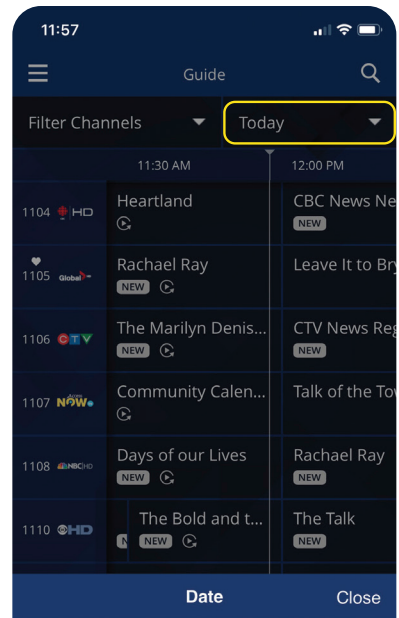 11:57
Guide
Filter Channels Today
11:30 AM 12:00 PM
1104 HD Heartland CBC News Ne
NEW
1105 Global Rachael Ray Leave It to Bry
NEW
1106 CTV The Marilyn Denis... CTV News Reg
NEW NEW
1107 NOW Community Calen... Talk of the Tow
1108 NBC HD Days of our Lives Rachael Ray
NEW NEW
1110 HD The Bold and t... The Talk
N NEW NEW
Date Close